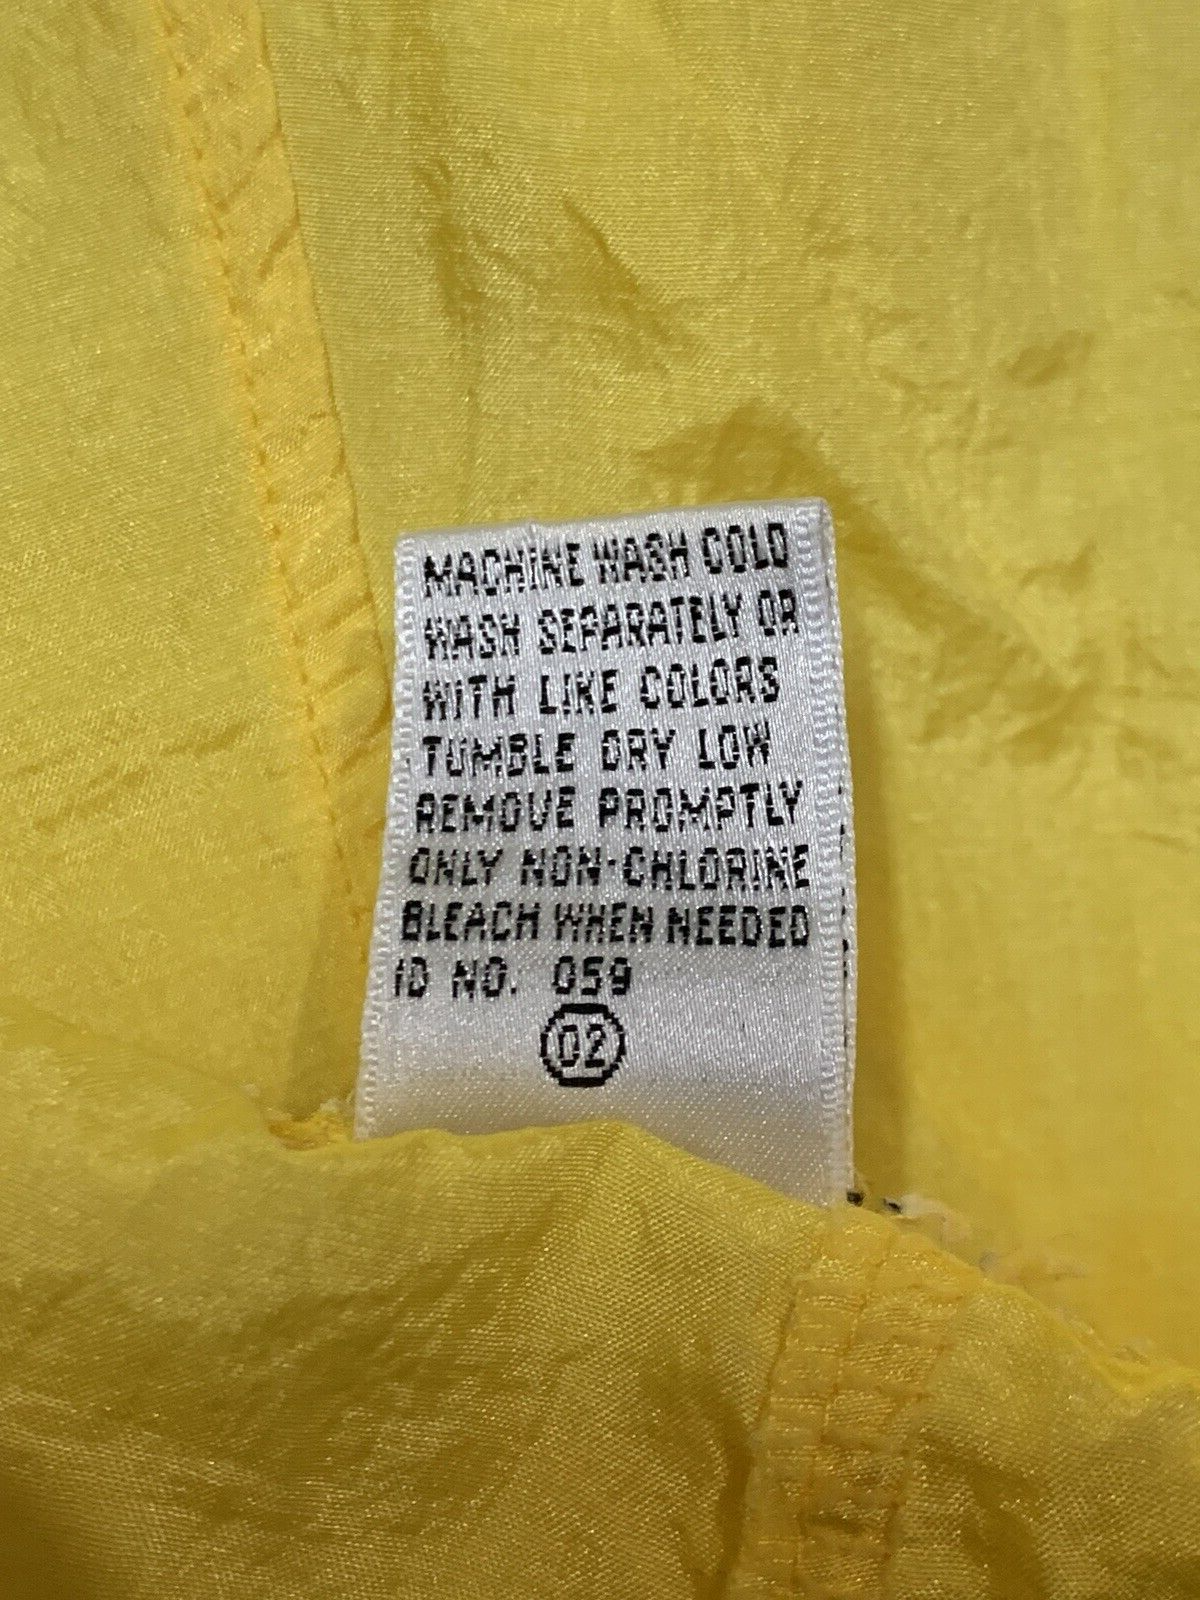 MACHINE WASH COLD
WASH SEPARATELY OR
WITH LIKE COLORS
TUMBLE DRY LOW
REMOVE PROMPTLY
ONLY NON-CHLORINE
BLEACH WHEN NEEDED
ID NO. 059
02